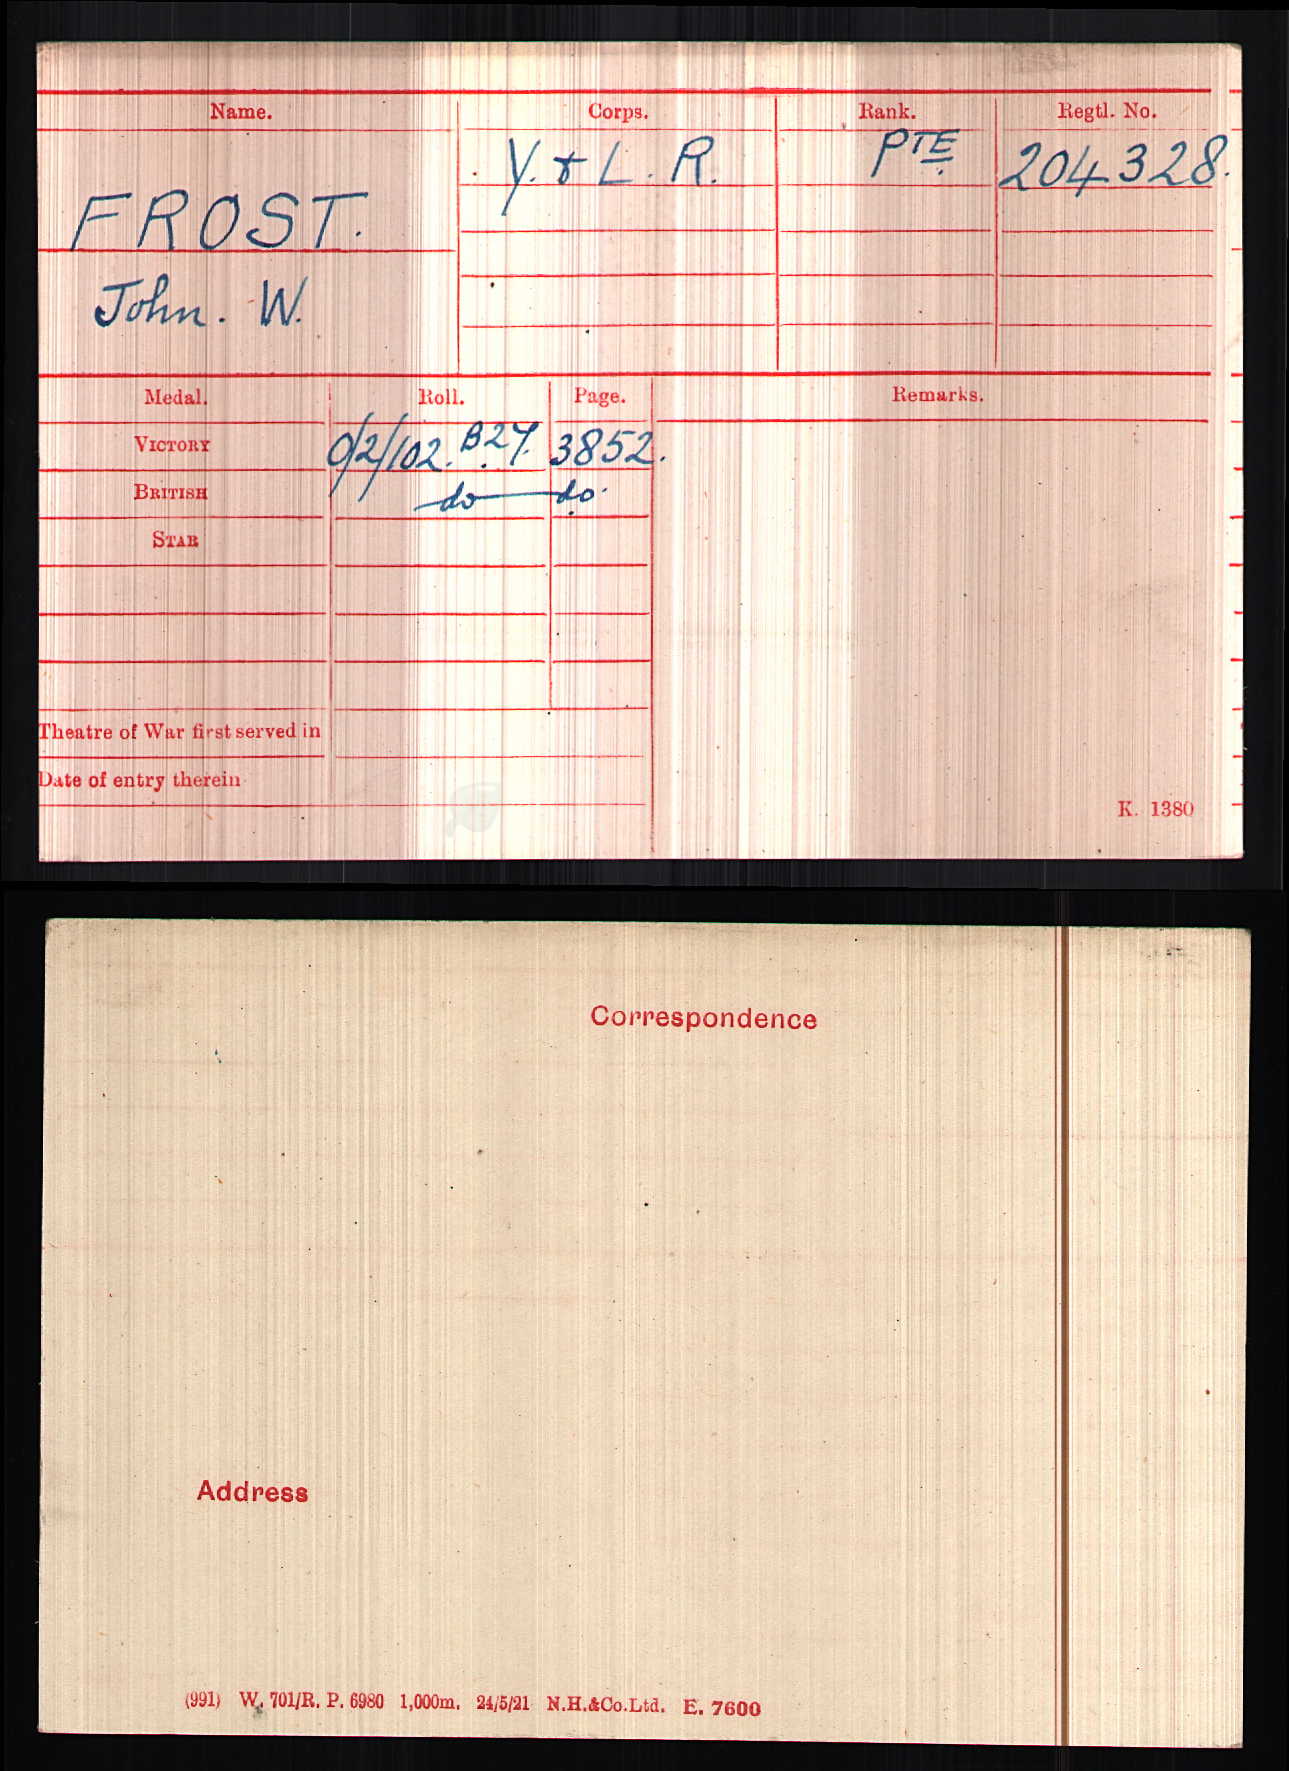 Name. Corps. Rank. Regtl. No.
FROST. Y. & L. R. PTE. 204328.
John. W.
Medal. Roll. Page. Remarks.
VICTORY 0/2/102. B27. 3852.
BRITISH do do.
STAR
Theatre of War first served in
Date of entry therein
K. 1380
Correspondence
Address
(991) W. 701/R. P. 6980 1,000m. 24/5/21 N.H.&Co.Ltd. E. 7600